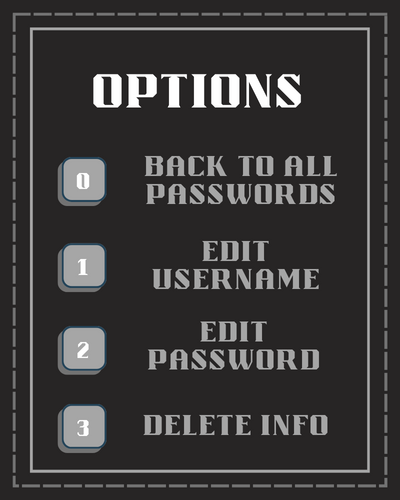 OPTIONS
0
BACK TO ALL
PASSWORDS
1
EDIT
USERNAME
2
EDIT
PASSWORD
3
DELETE INFO